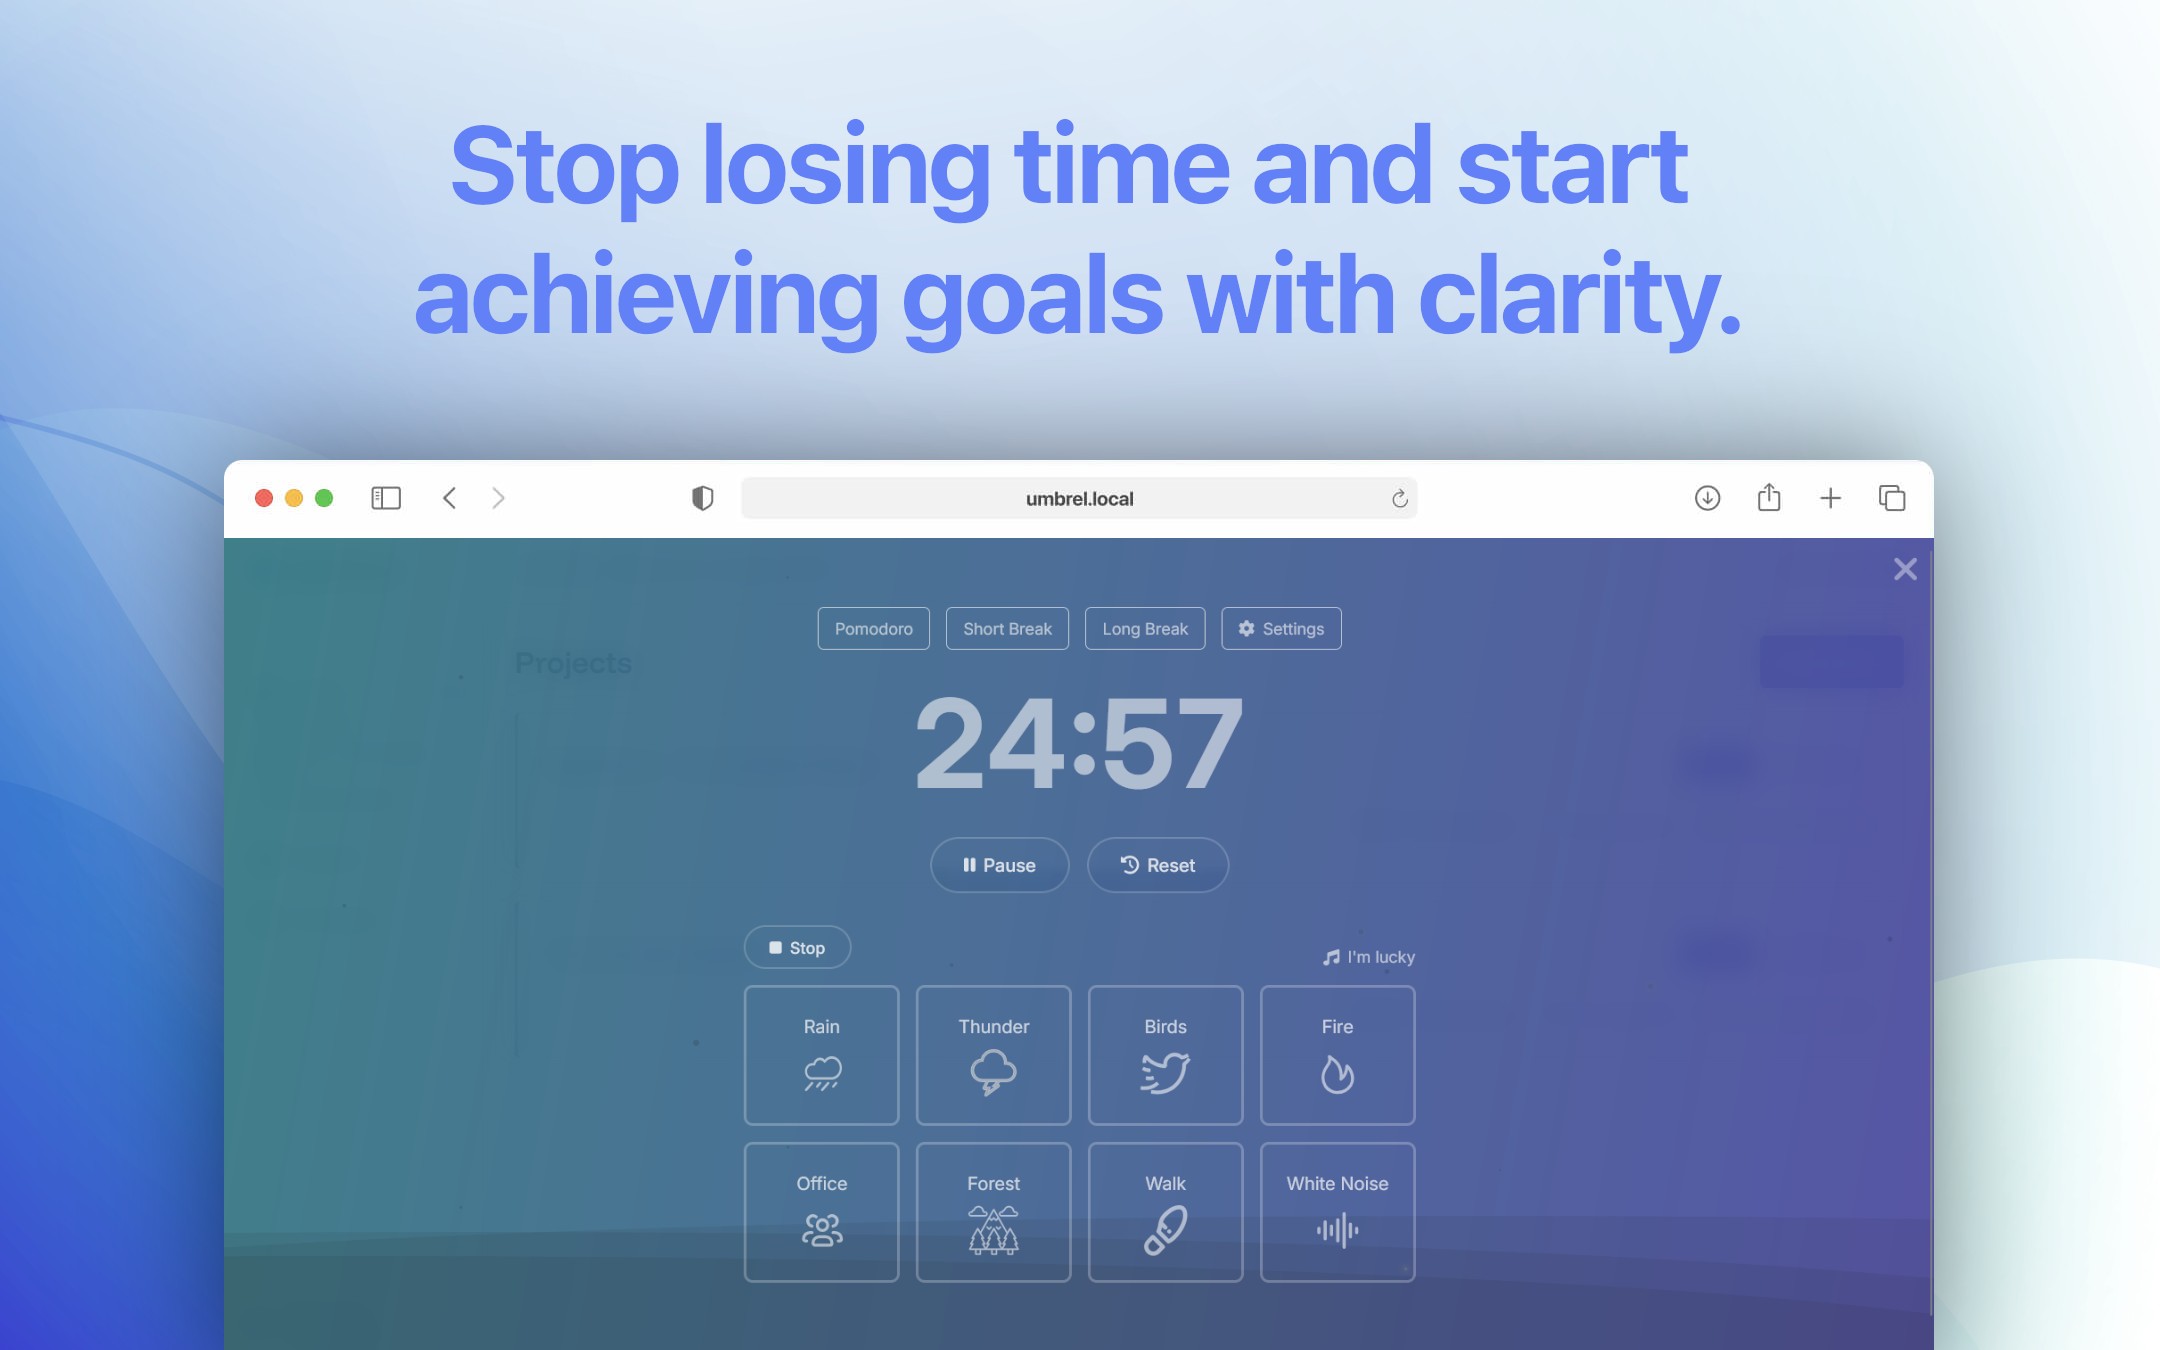 Stop losing time and start
achieving goals with clarity.
umbrel.local
Pomodoro
Short Break
Long Break
Settings
Projects
24:57
Pause
Reset
Stop
I'm lucky
Rain
Thunder
Birds
Fire
Office
Forest
Walk
White Noise